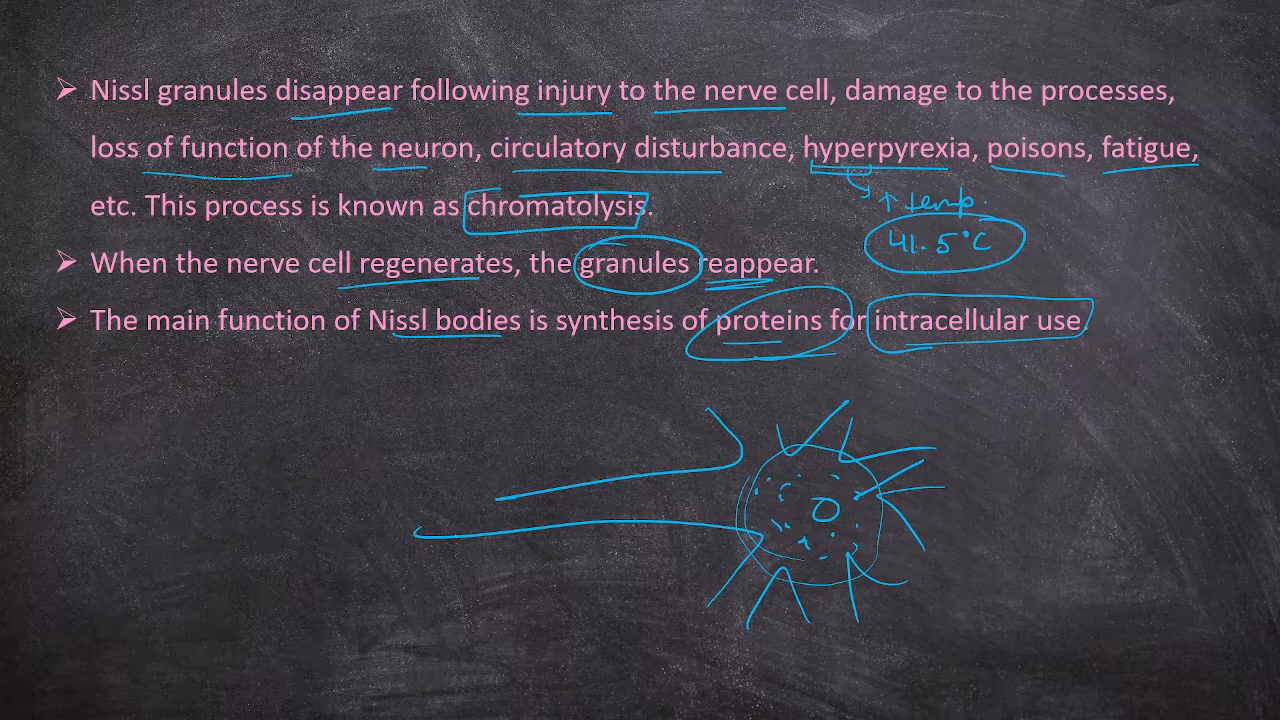 ➢ Nissl granules disappear following injury to the nerve cell, damage to the processes,
loss of function of the neuron, circulatory disturbance, hyperpyrexia, poisons, fatigue,
etc. This process is known as chromatolysis.
↑ temp.
41.5°C
➢ When the nerve cell regenerates, the granules reappear.
➢ The main function of Nissl bodies is synthesis of proteins for intracellular use.